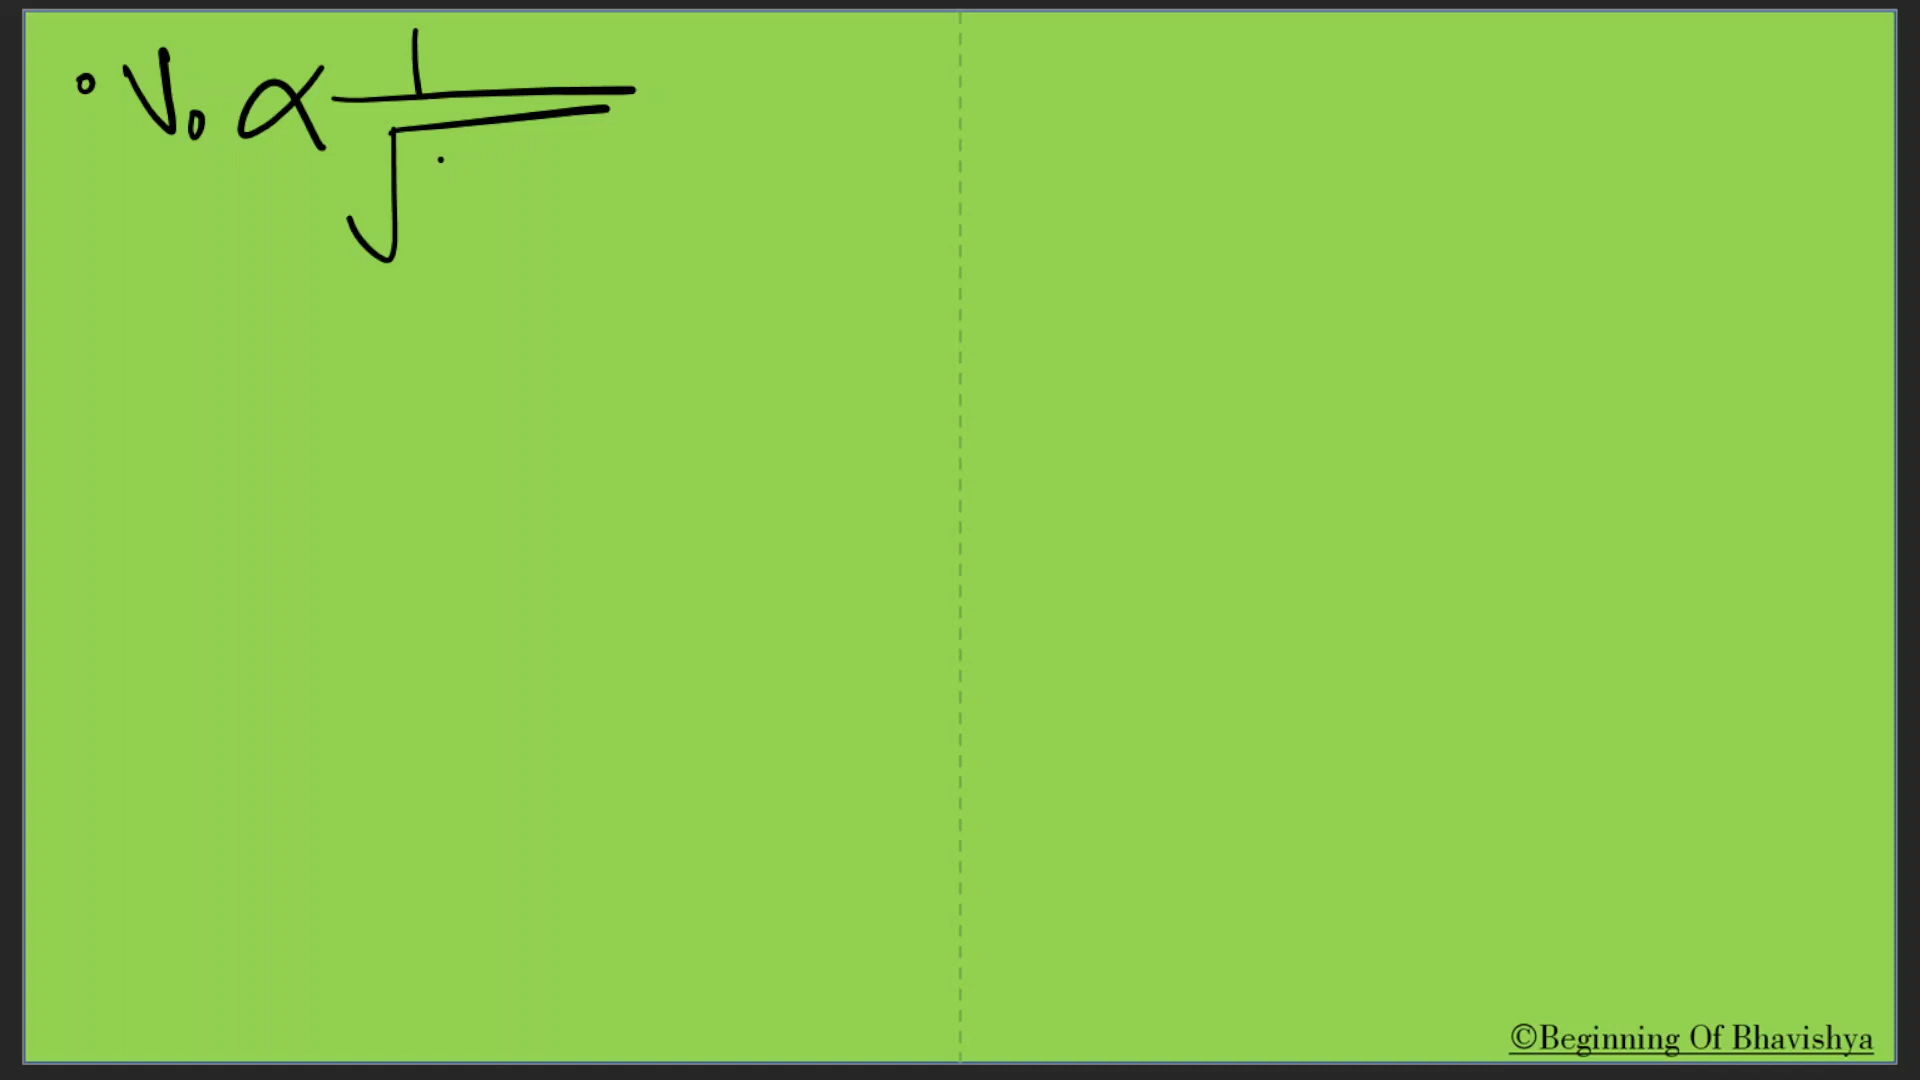 ° V₀ ∝ 1/√
©Beginning Of Bhavishya